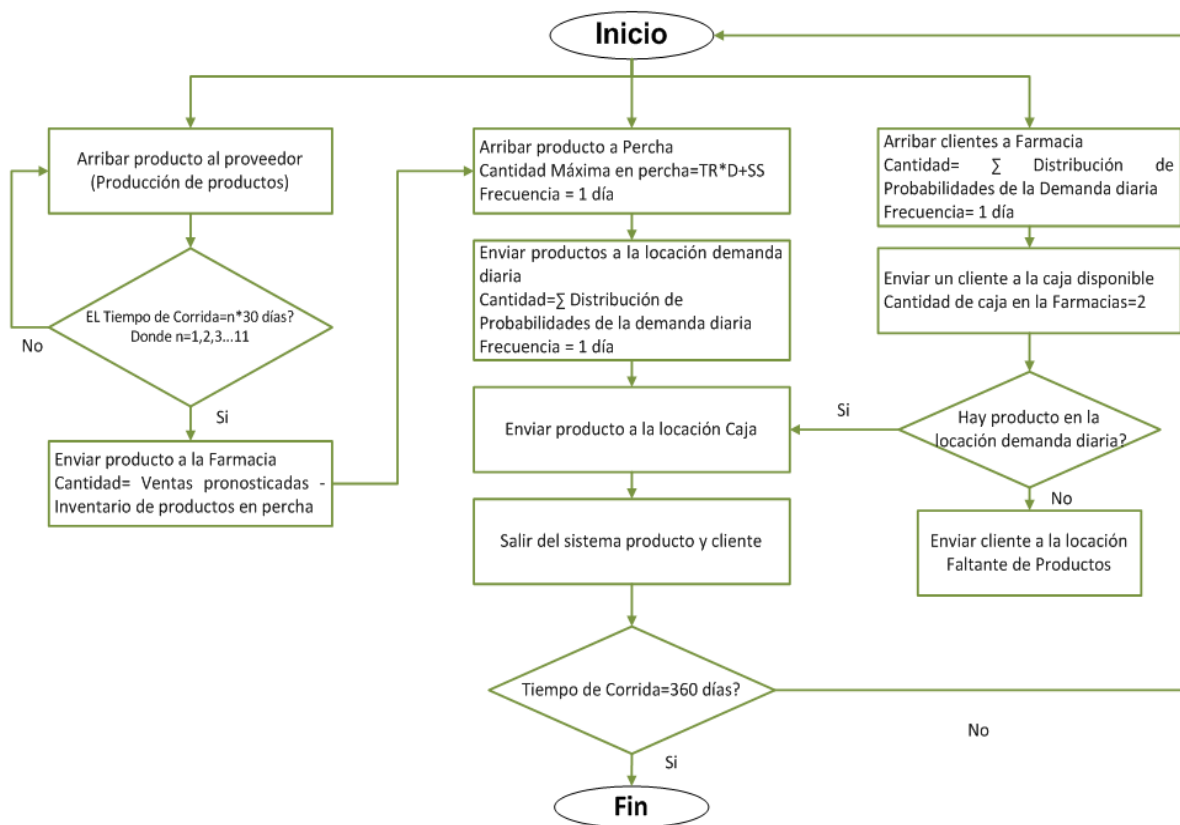 Inicio
Arribar producto al proveedor
(Producción de productos)
EL Tiempo de Corrida=n*30 días?
Donde n=1,2,3...11
No
Si
Enviar producto a la Farmacia
Cantidad= Ventas pronosticadas -
Inventario de productos en percha
Arribar producto a Percha
Cantidad Máxima en percha=TR*D+SS
Frecuencia = 1 día
Enviar productos a la locación demanda
diaria
Cantidad=∑ Distribución de
Probabilidades de la demanda diaria
Frecuencia = 1 día
Enviar producto a la locación Caja
Salir del sistema producto y cliente
Tiempo de Corrida=360 días?
No
Si
Fin
Arribar clientes a Farmacia
Cantidad= ∑ Distribución de
Probabilidades de la Demanda diaria
Frecuencia= 1 día
Enviar un cliente a la caja disponible
Cantidad de caja en la Farmacias=2
Hay producto en la
locación demanda diaria?
Si
No
Enviar cliente a la locación
Faltante de Productos